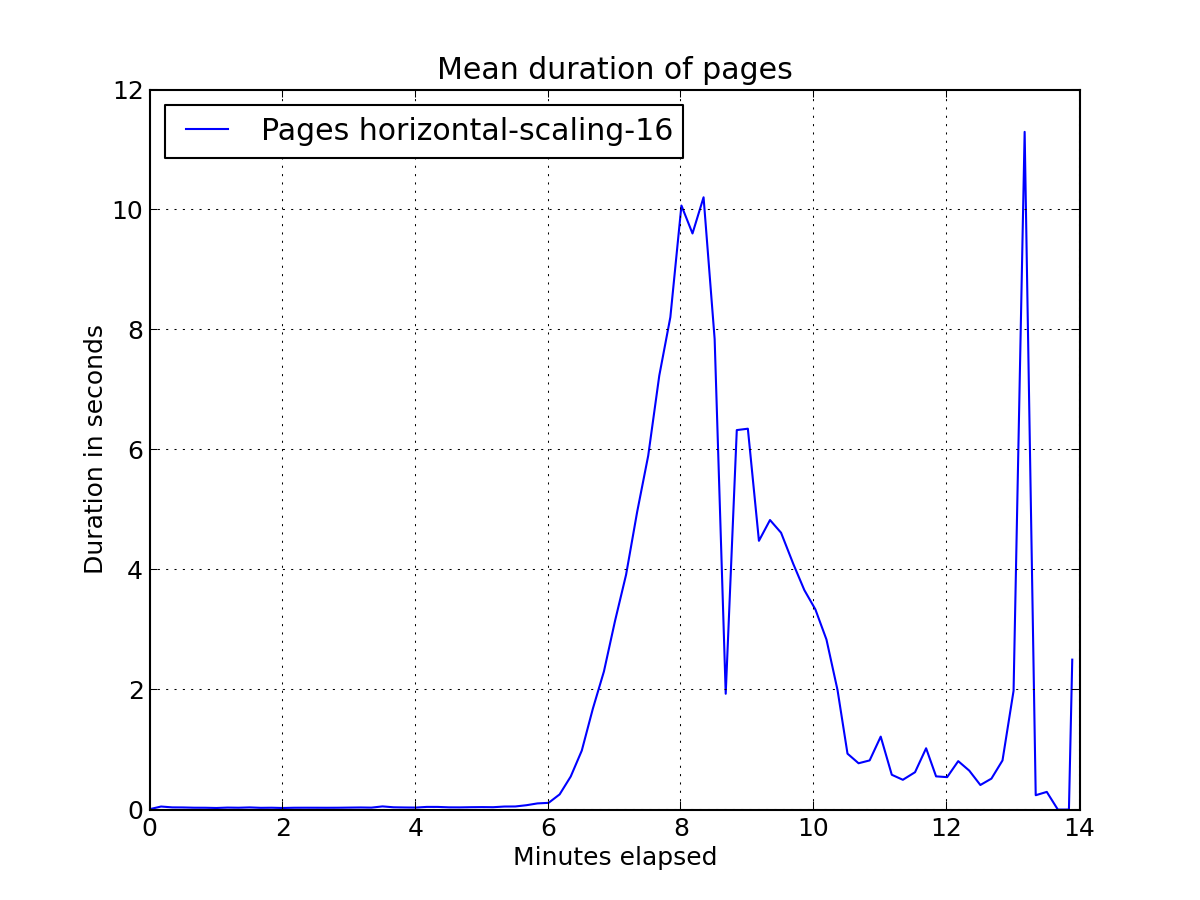 Mean duration of pages
Pages horizontal-scaling-16
12
10
8
6
4
2
0
Duration in seconds
0 2 4 6 8 10 12 14
Minutes elapsed